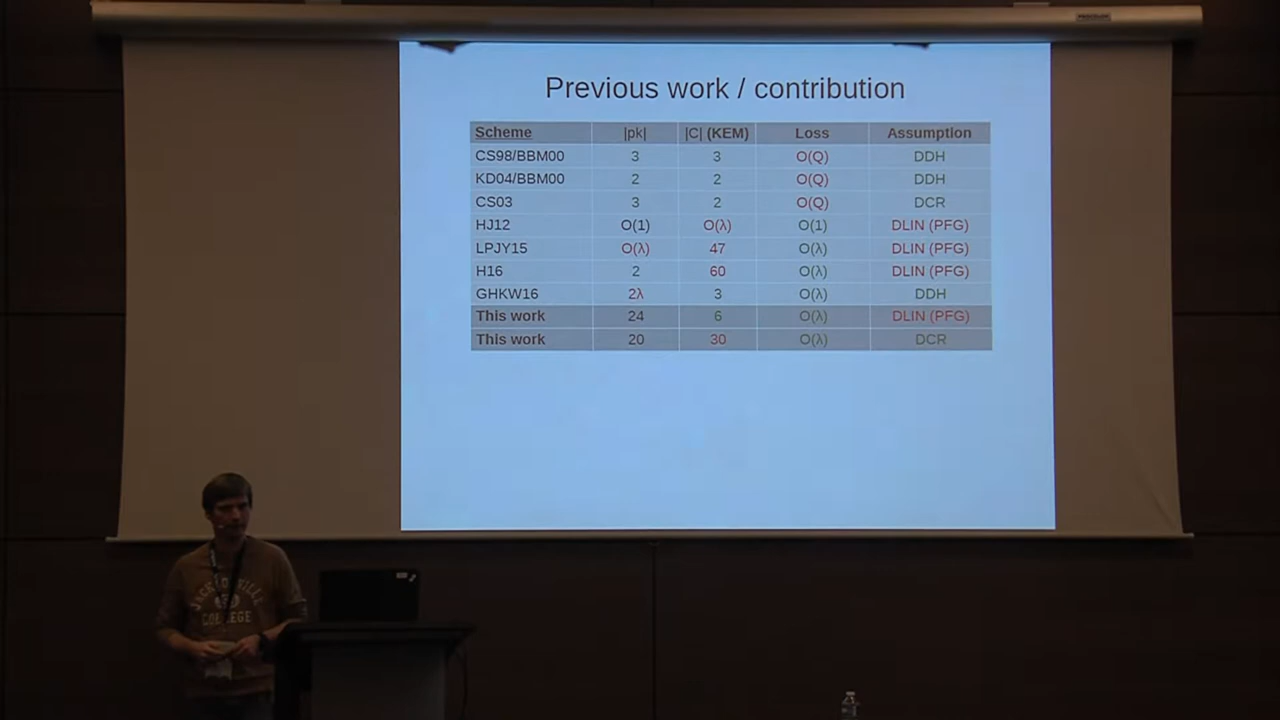 Previous work / contribution
Scheme |pk| |C| (KEM) Loss Assumption
CS98/BBM00 3 3 O(Q) DDH
KD04/BBM00 2 2 O(Q) DDH
CS03 3 2 O(Q) DCR
HJ12 O(1) O(λ) O(1) DLIN (PFG)
LPJY15 O(λ) 47 O(λ) DLIN (PFG)
H16 2 60 O(λ) DLIN (PFG)
GHKW16 2λ 3 O(λ) DDH
This work 24 6 O(λ) DLIN (PFG)
This work 20 30 O(λ) DCR
COLLEGE